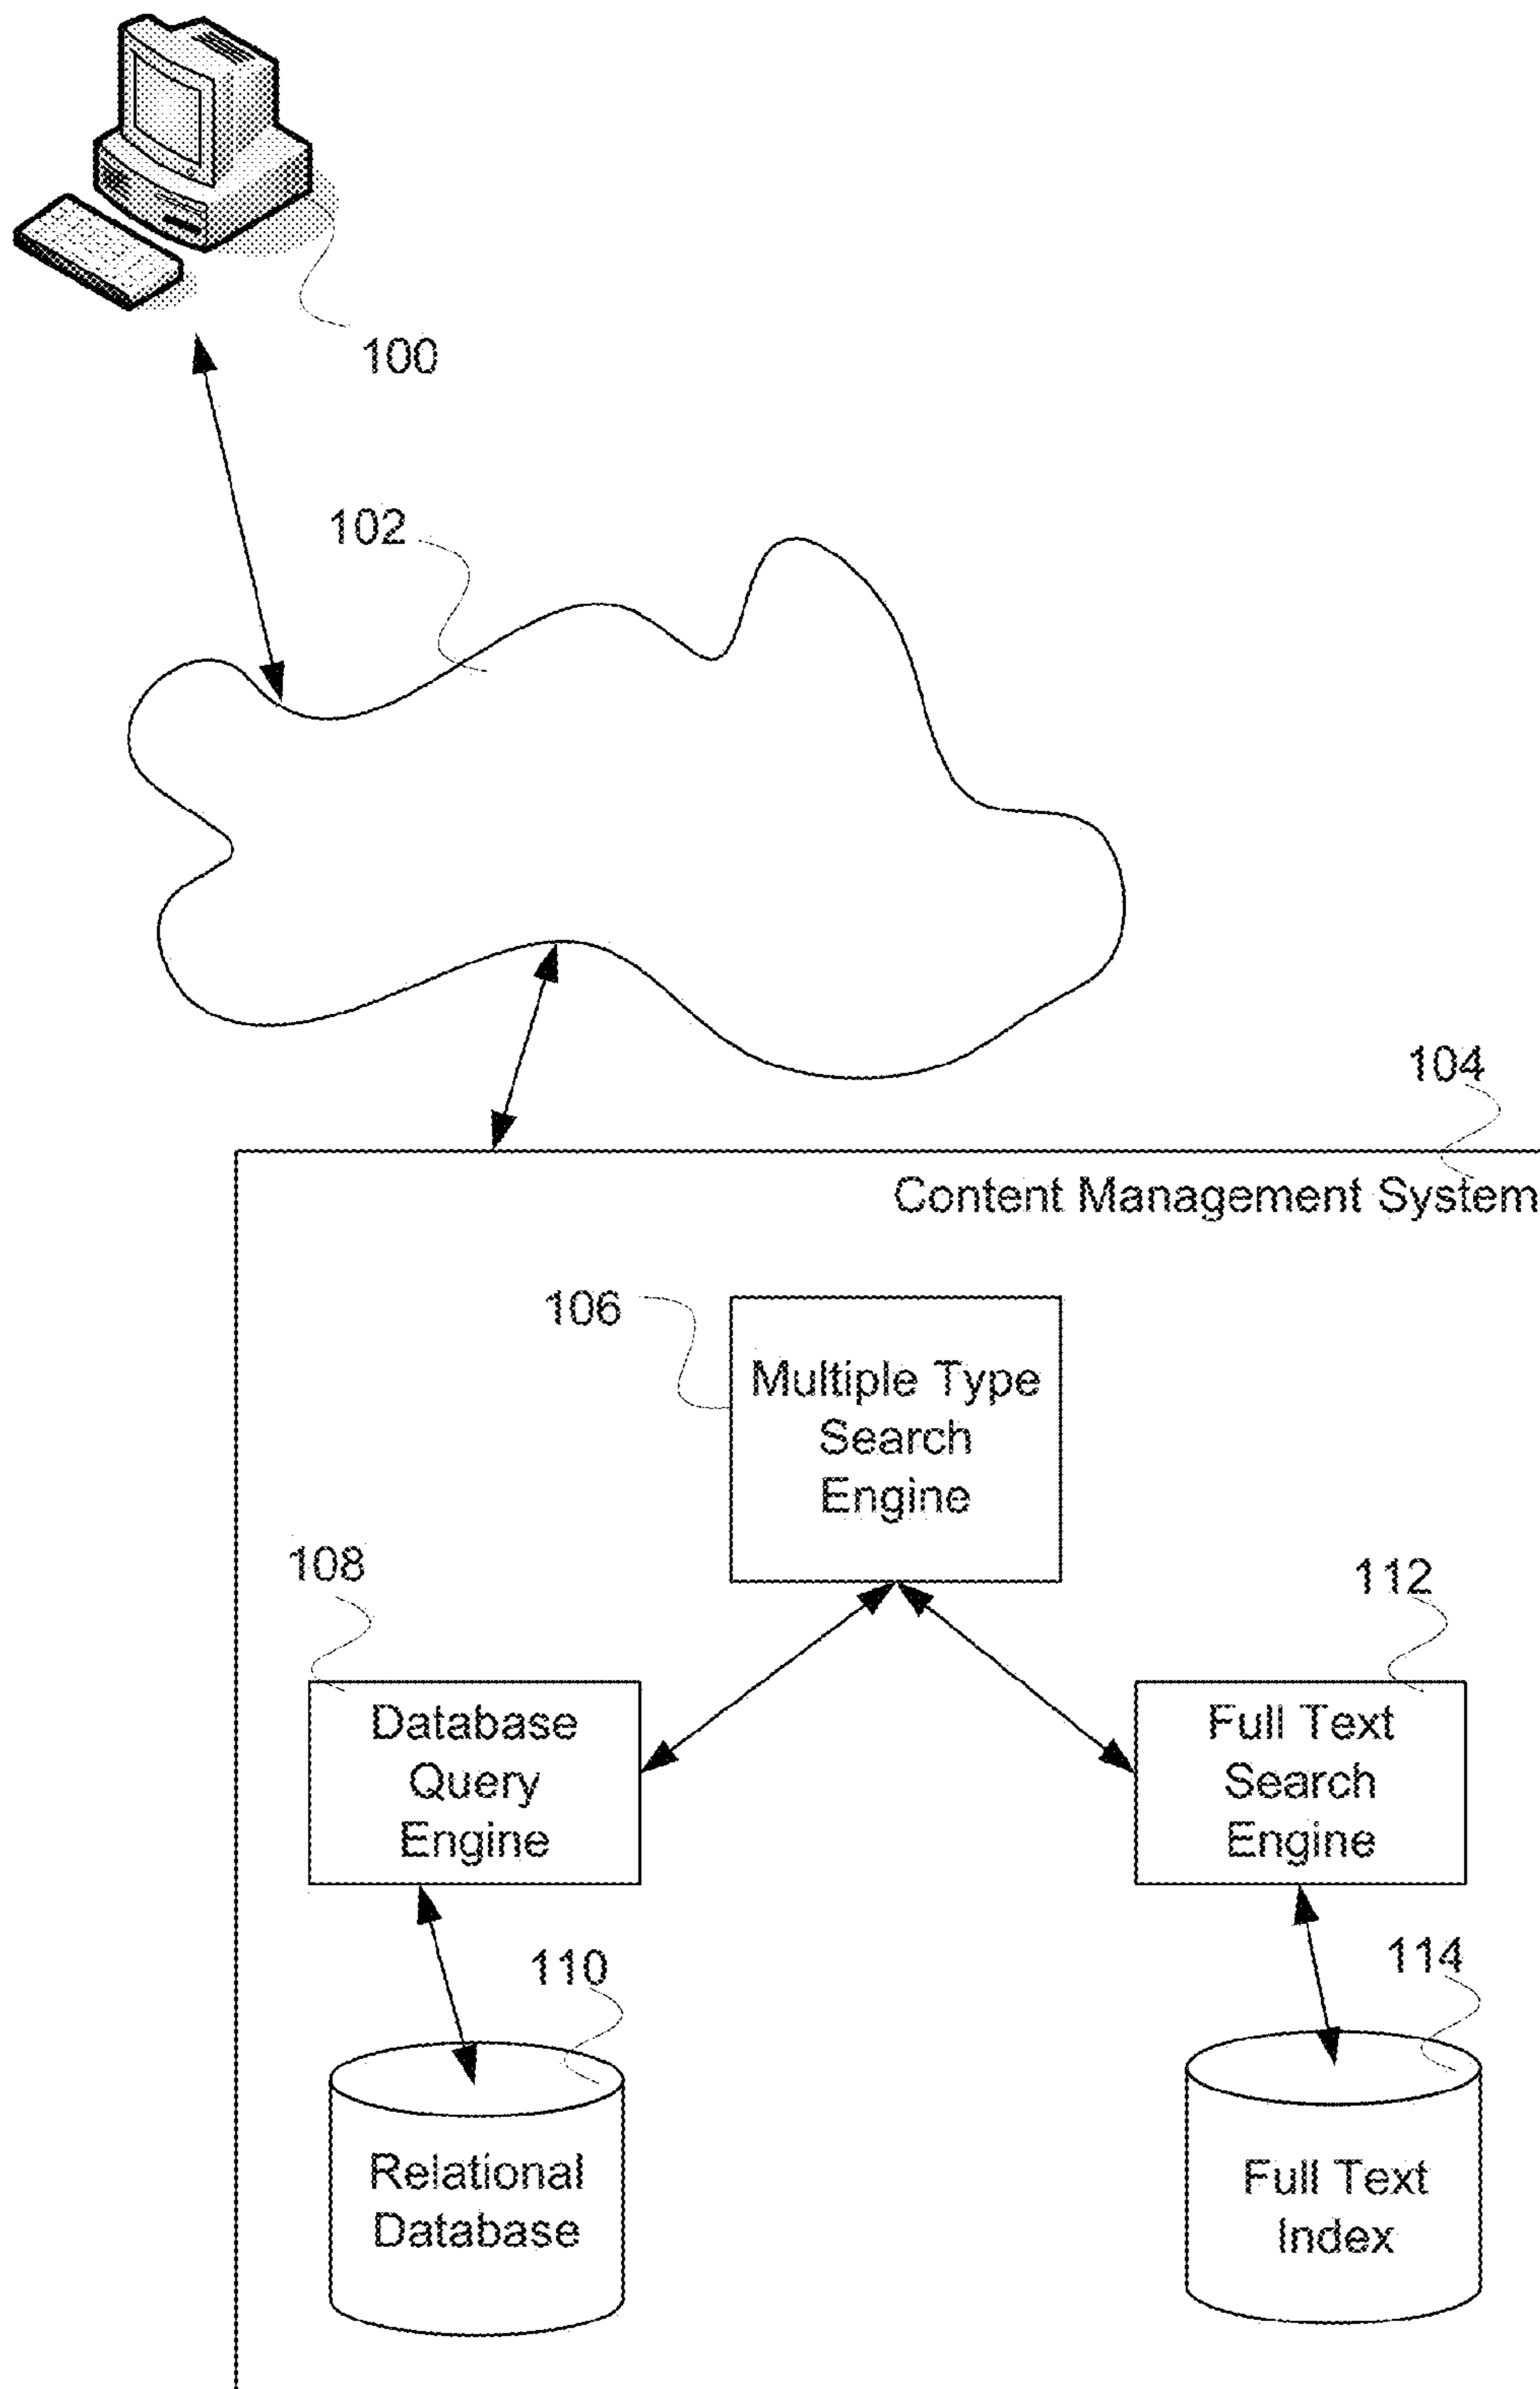 100
102
104
Content Management System
106
Multiple Type
Search
Engine
108
112
Database
Query
Engine
Full Text
Search
Engine
110
114
Relational
Database
Full Text
Index